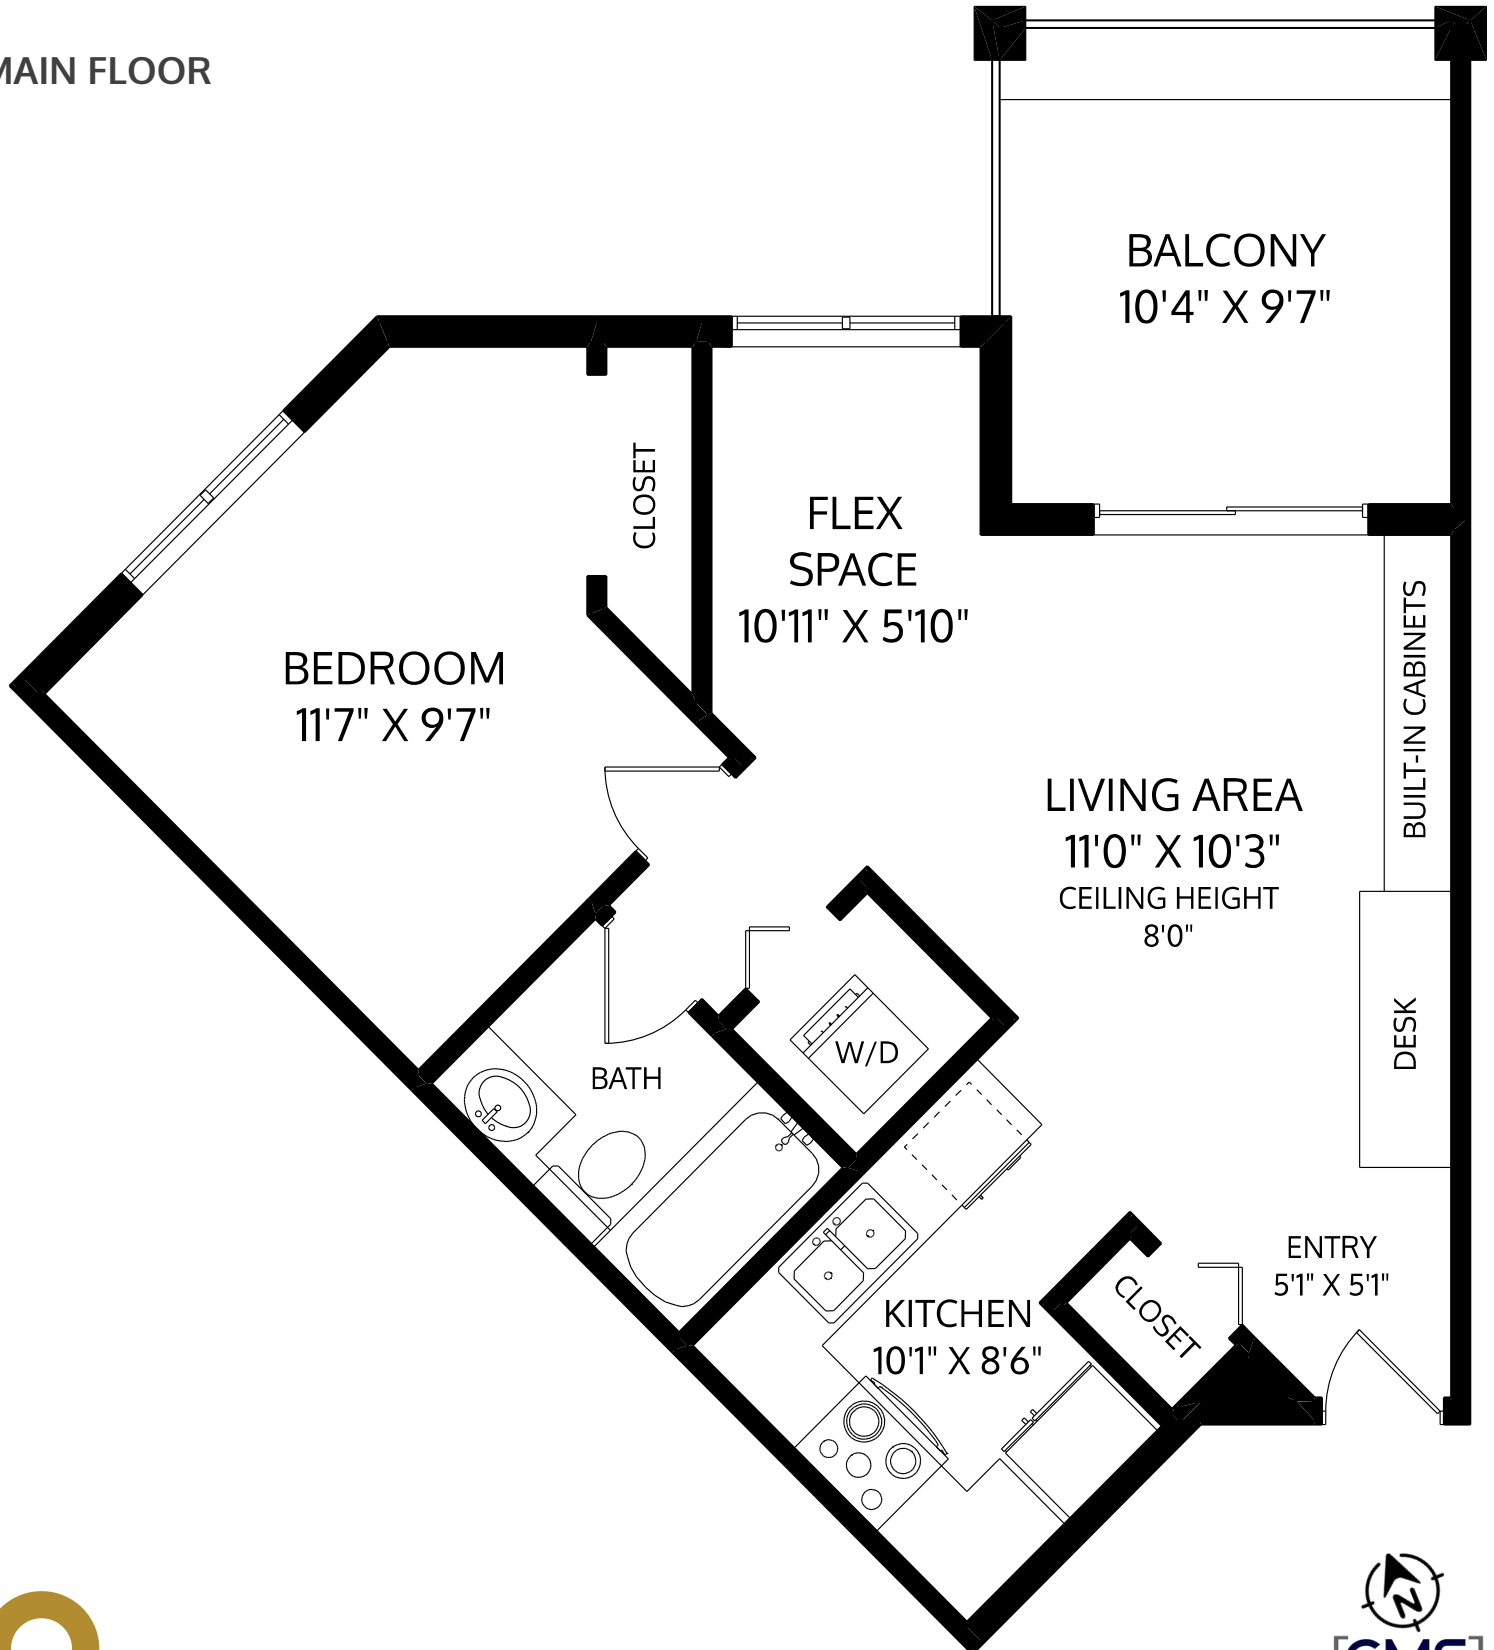 MAIN FLOOR
BALCONY
10'4" X 9'7"
CLOSET
FLEX
SPACE
10'11" X 5'10"
BEDROOM
11'7" X 9'7"
BUILT-IN CABINETS
LIVING AREA
11'0" X 10'3"
CEILING HEIGHT
8'0"
DESK
W/D
BATH
ENTRY
5'1" X 5'1"
CLOSET
KITCHEN
10'1" X 8'6"
N